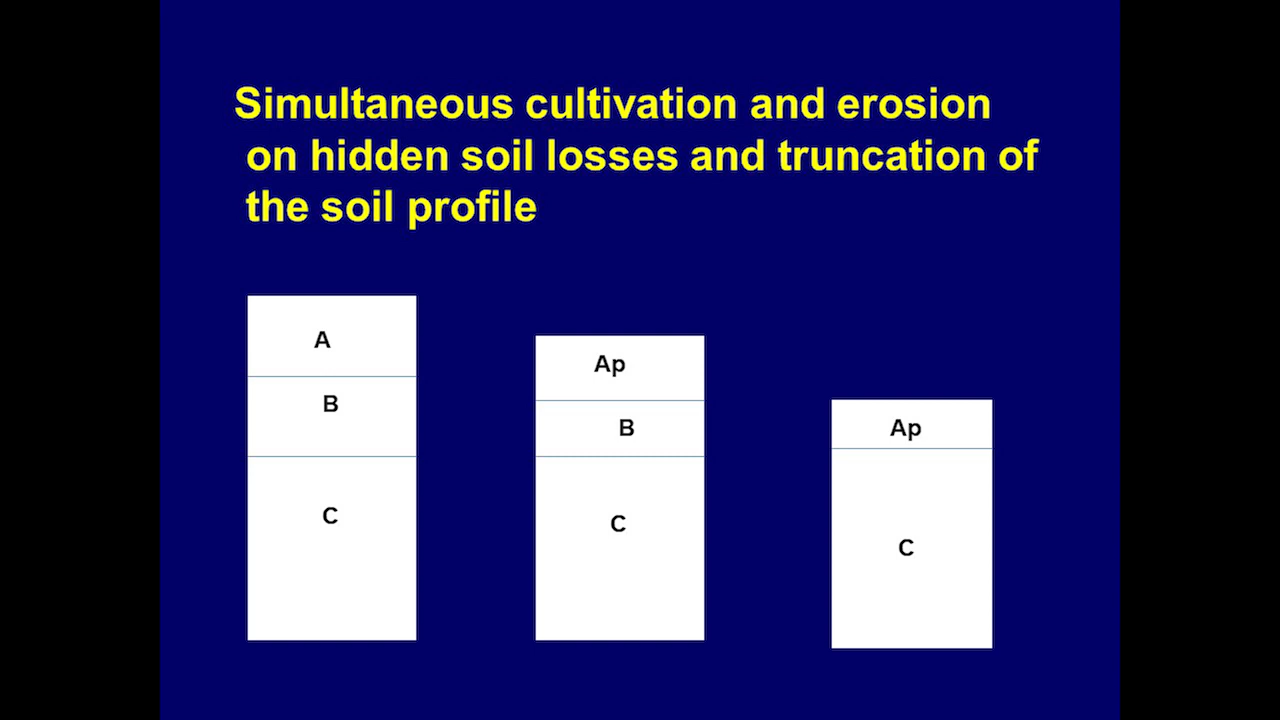 Simultaneous cultivation and erosion
on hidden soil losses and truncation of
the soil profile
A
B
C
Ap
B
C
Ap
C